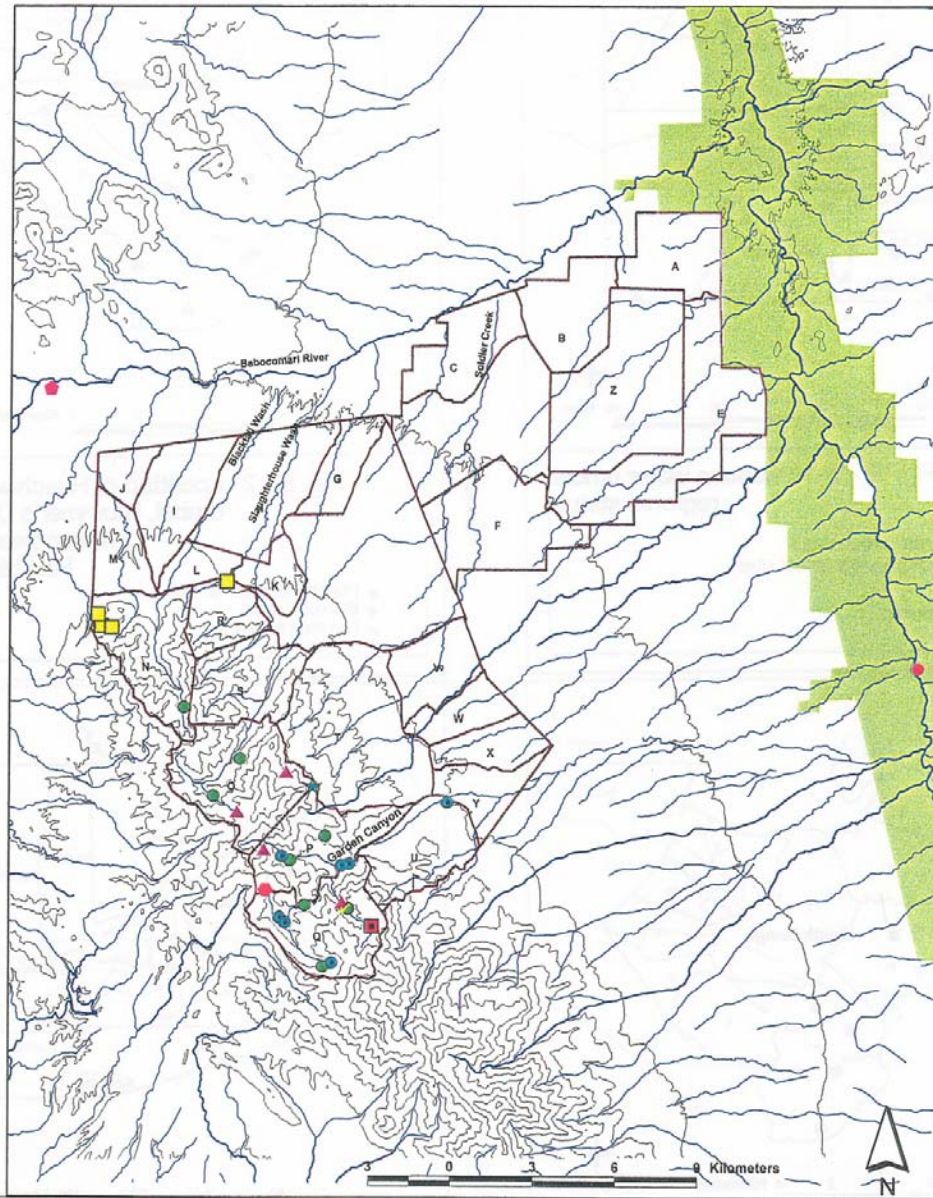 A
B
Babocomari River
C
Soldier Creek
Z
E
Blacktail Wash
Slaughterhouse Wash
D
G
J
F
M
L
K
R
N
S
V
W
O
X
Y
Garden Canyon
P
U
Q
3 0 3 6 9 Kilometers
N